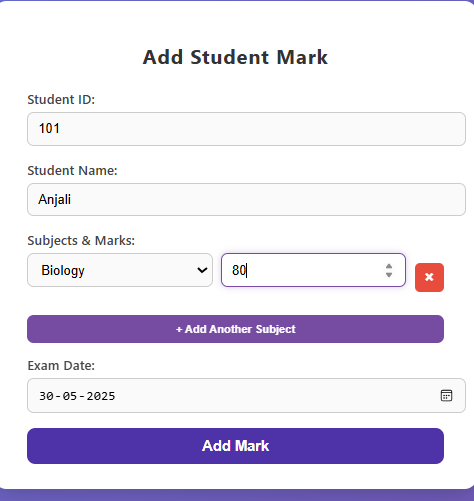 Add Student Mark
Student ID:
101
Student Name:
Anjali
Subjects & Marks:
Biology 80
+ Add Another Subject
Exam Date:
30-05-2025
Add Mark